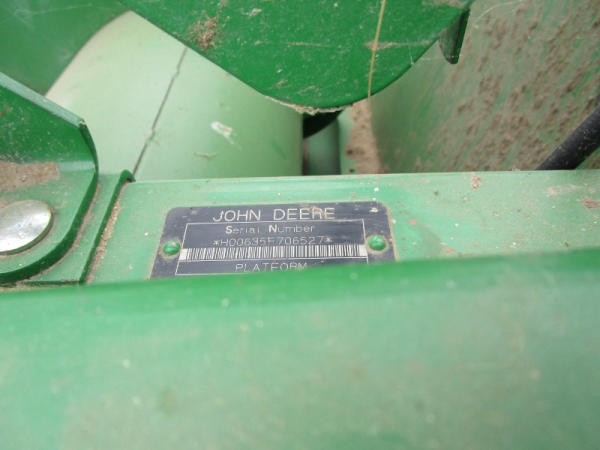 JOHN DEERE
Serial Number
*H00635F706527*
PLATFORM